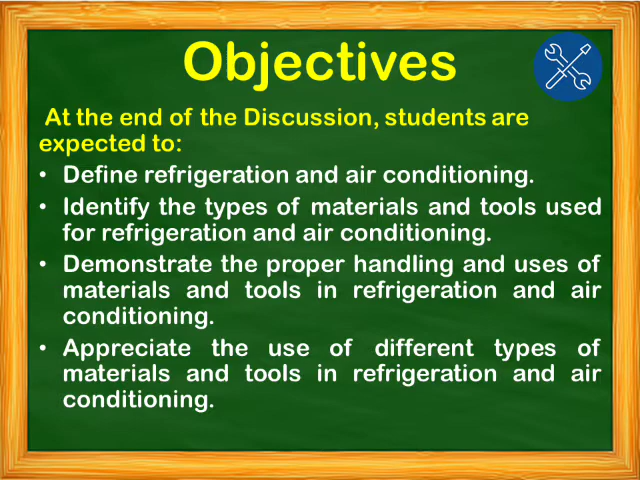 Objectives
At the end of the Discussion, students are
expected to:
• Define refrigeration and air conditioning.
• Identify the types of materials and tools used
for refrigeration and air conditioning.
• Demonstrate the proper handling and uses of
materials and tools in refrigeration and air
conditioning.
• Appreciate the use of different types of
materials and tools in refrigeration and air
conditioning.